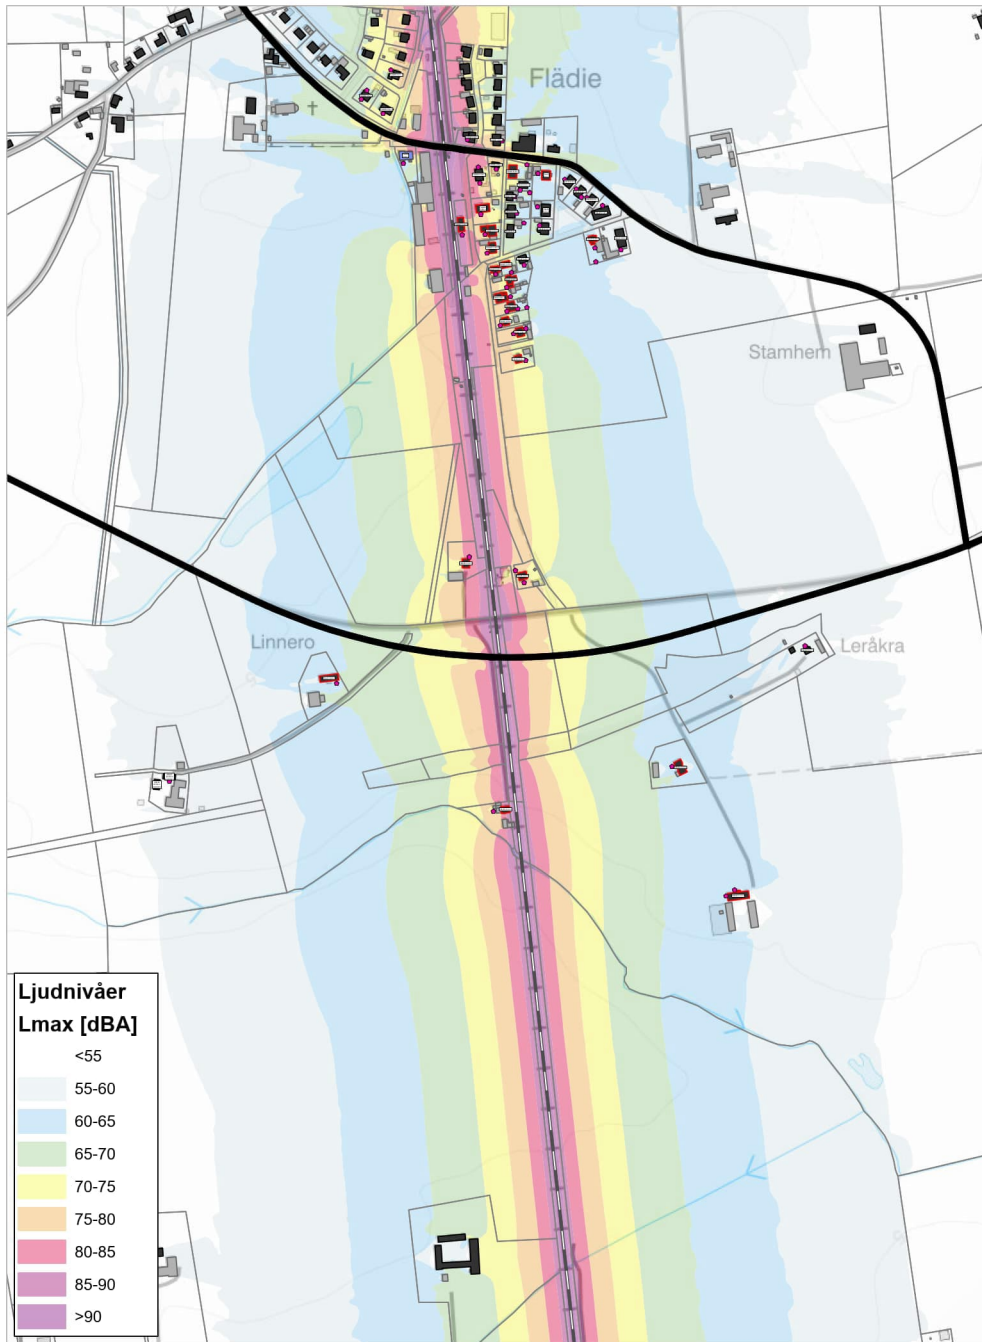 Flädie
Stamhem
Linnero
Leråkra
Ljudnivåer
Lmax [dBA]
<55
55-60
60-65
65-70
70-75
75-80
80-85
85-90
>90